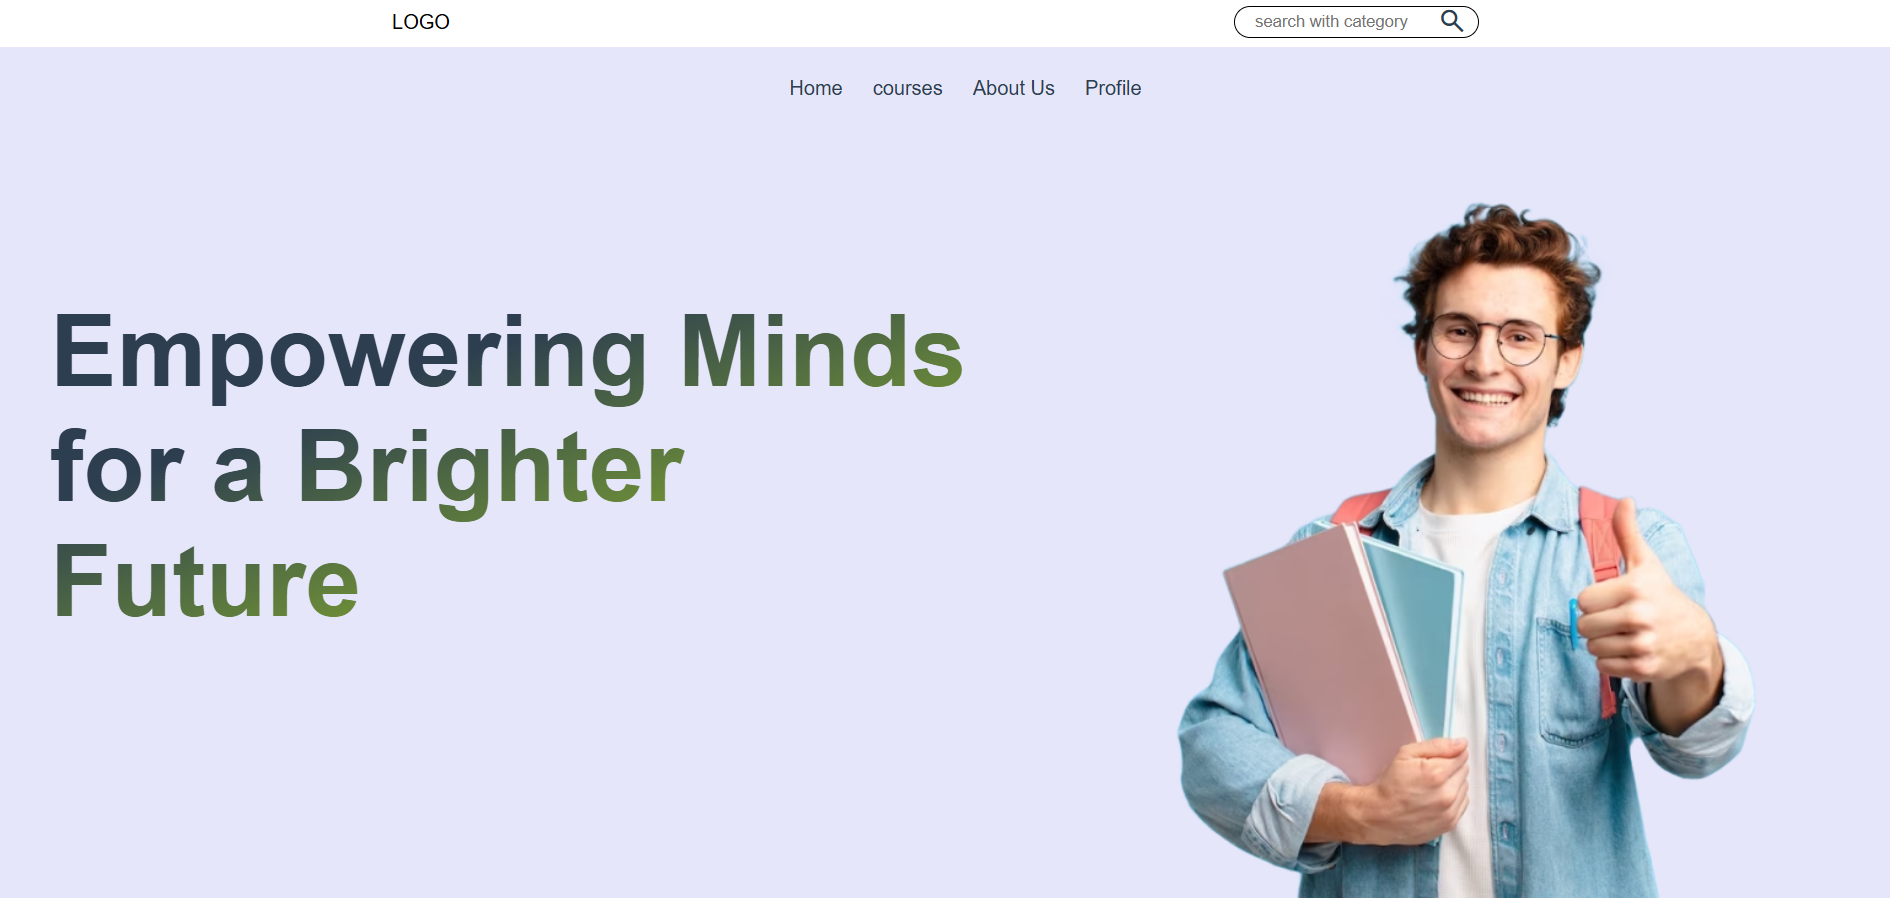 LOGO
search with category
Home courses About Us Profile
Empowering Minds
for a Brighter
Future